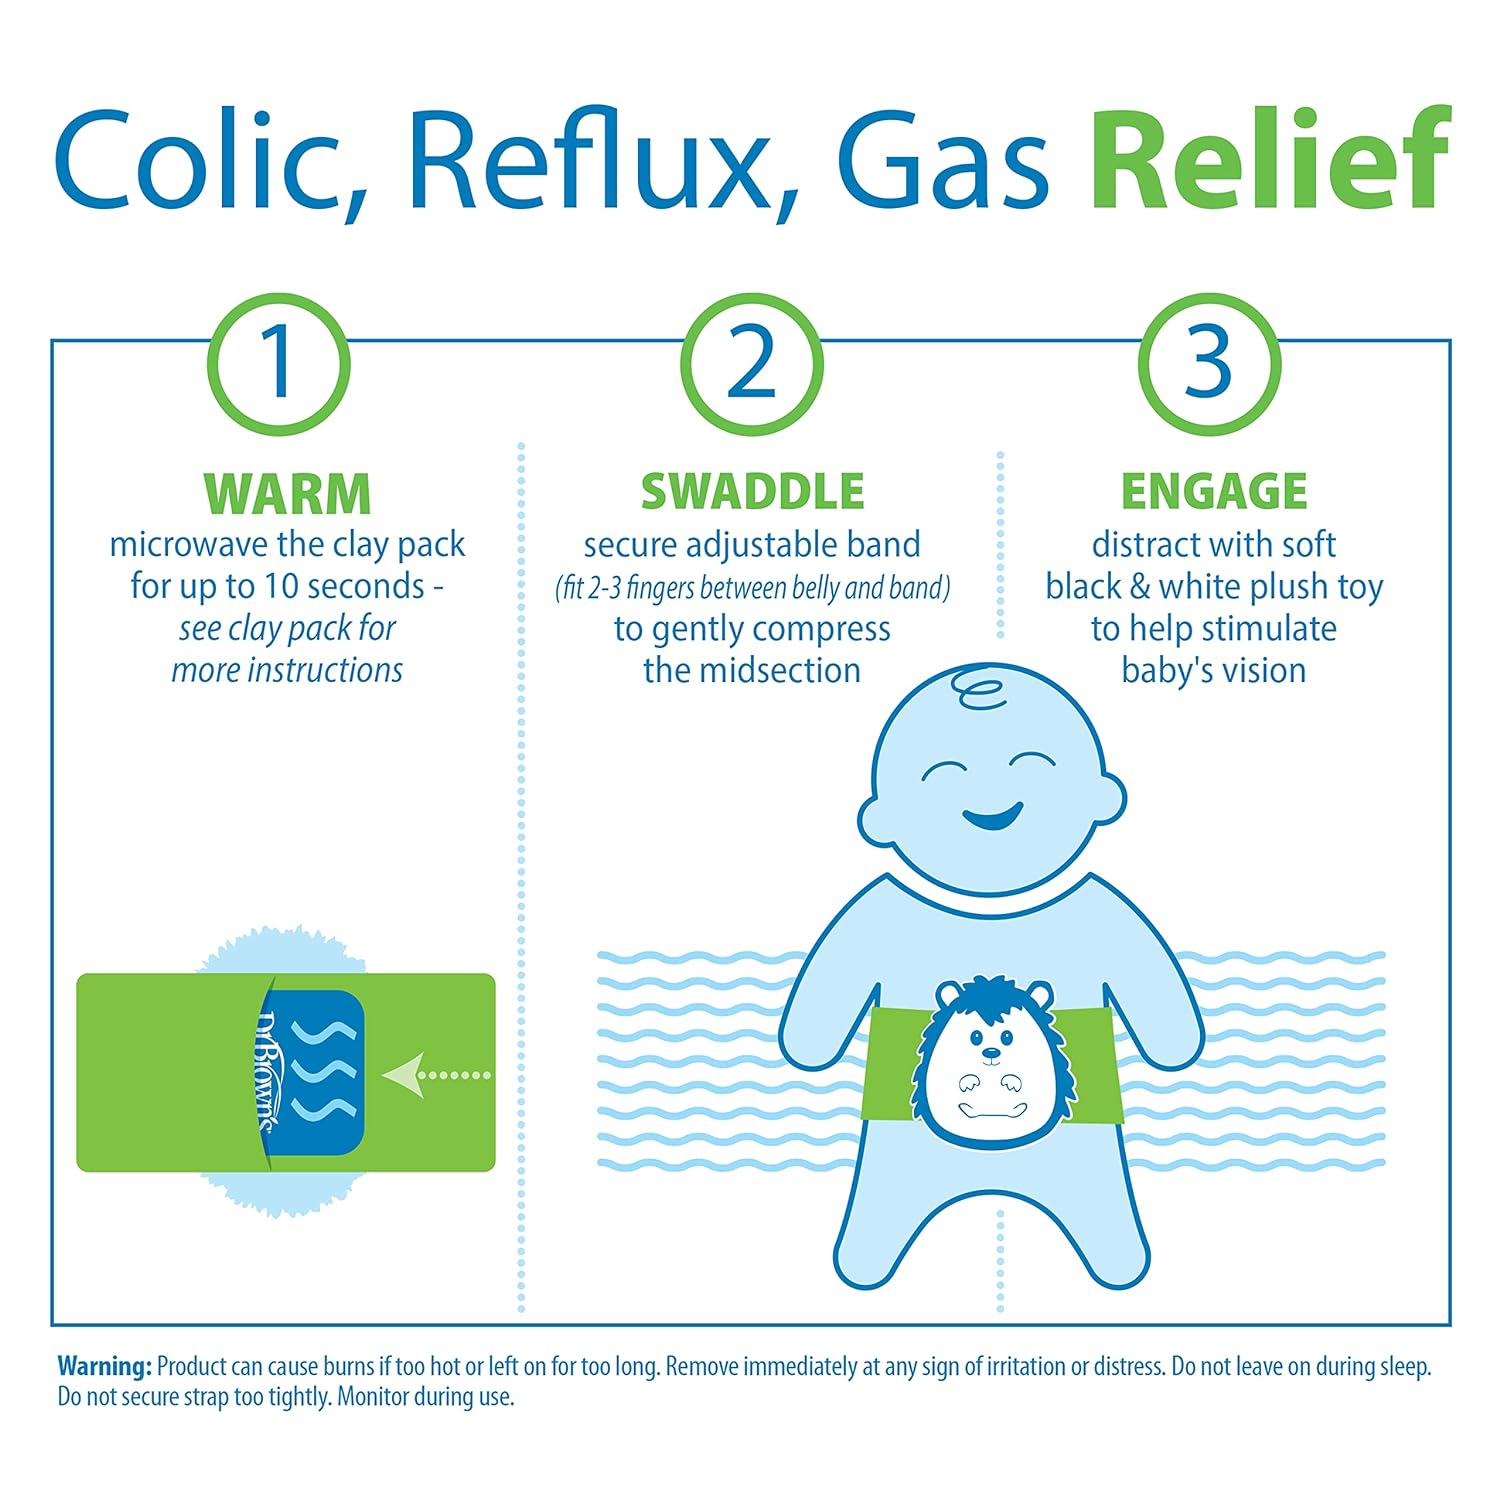 Colic, Reflux, Gas Relief
1
WARM
microwave the clay pack
for up to 10 seconds -
see clay pack for
more instructions
2
SWADDLE
secure adjustable band
(fit 2-3 fingers between belly and band)
to gently compress
the midsection
3
ENGAGE
distract with soft
black & white plush toy
to help stimulate
baby's vision
Dr Brown's
Warning: Product can cause burns if too hot or left on for too long. Remove immediately at any sign of irritation or distress. Do not leave on during sleep.
Do not secure strap too tightly. Monitor during use.